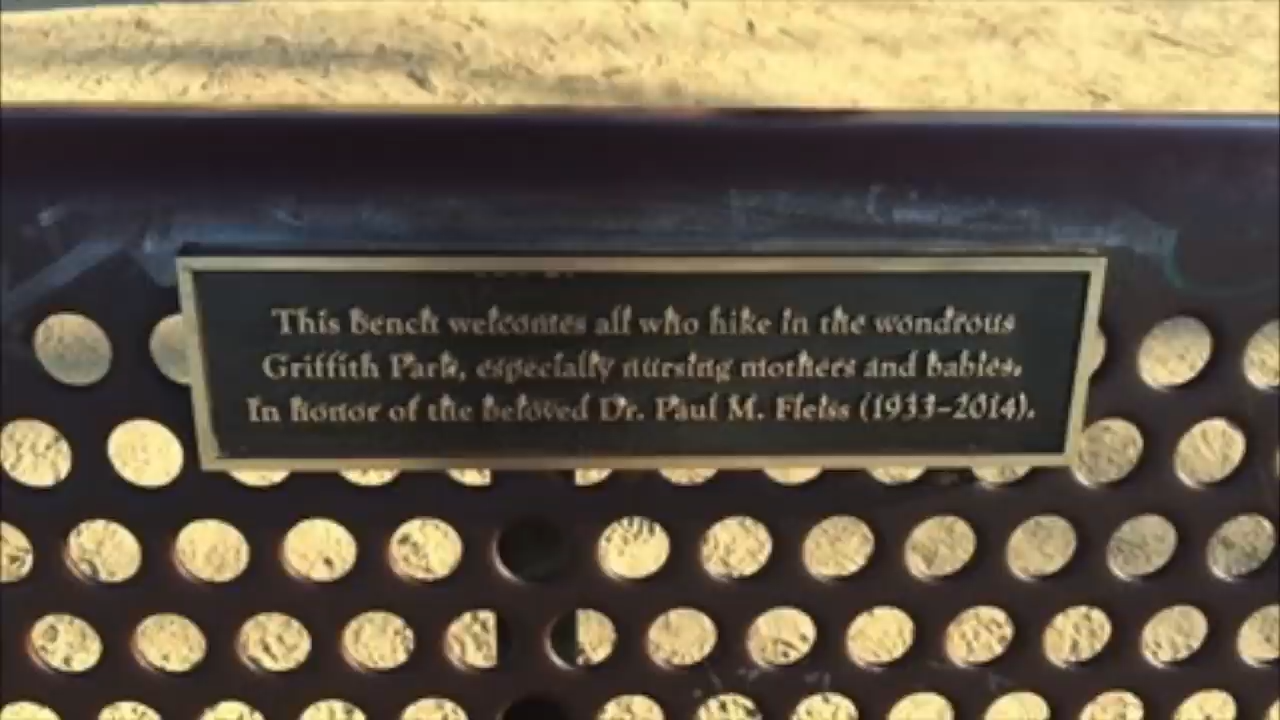 This bench welcomes all who hike in the wondrous
Griffith Park, especially nursing mothers and babies.
In honor of the beloved Dr. Paul M. Fleiss (1933-2014).